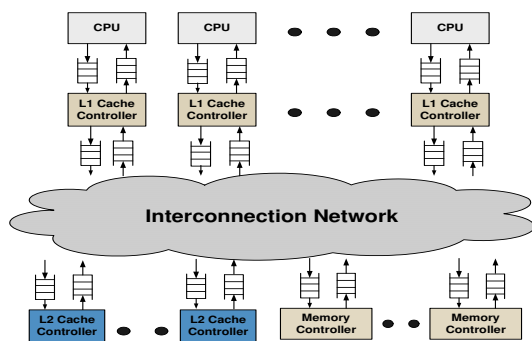 CPU
CPU
CPU
L1 Cache
Controller
L1 Cache
Controller
L1 Cache
Controller
Interconnection Network
L2 Cache
Controller
L2 Cache
Controller
Memory
Controller
Memory
Controller